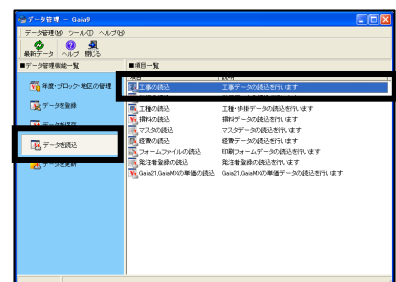 データ管理 － Gaia9
データ管理(M) ツール(T) ヘルプ(H)
最新データ ヘルプ 閉じる
■データ管理機能一覧
■項目一覧
年度・ブロック・地区の管理
データを登録
データを読込
データを更新
項目 説明
工事の読込 工事データの読込を行います
工種の読込 工種・歩掛データの読込を行います
損料の読込 損料データの読込を行います
マスタの読込 マスタデータの読込を行います
経費の読込 経費データの読込を行います
フォームファイルの読込 印刷フォームデータの読込を行います
発注者登録の読込 発注者登録の読込を行います
Gaia21,GaiaMXの単価の読込 Gaia21,GaiaMXの単価データの読込を行います